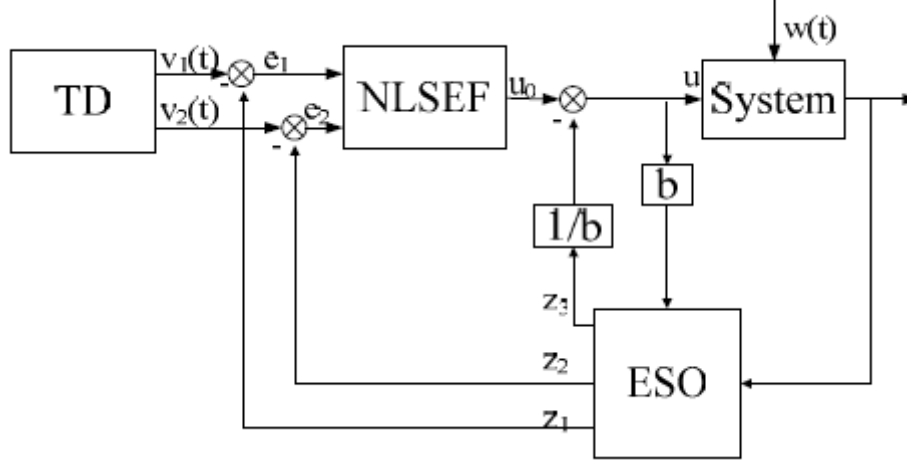 w(t)
v₁(t)
e₁
TD
NLSEF
u₀
u
System
v₂(t)
e₂
-
-
-
b
1/b
z₃
z₂
ESO
z₁